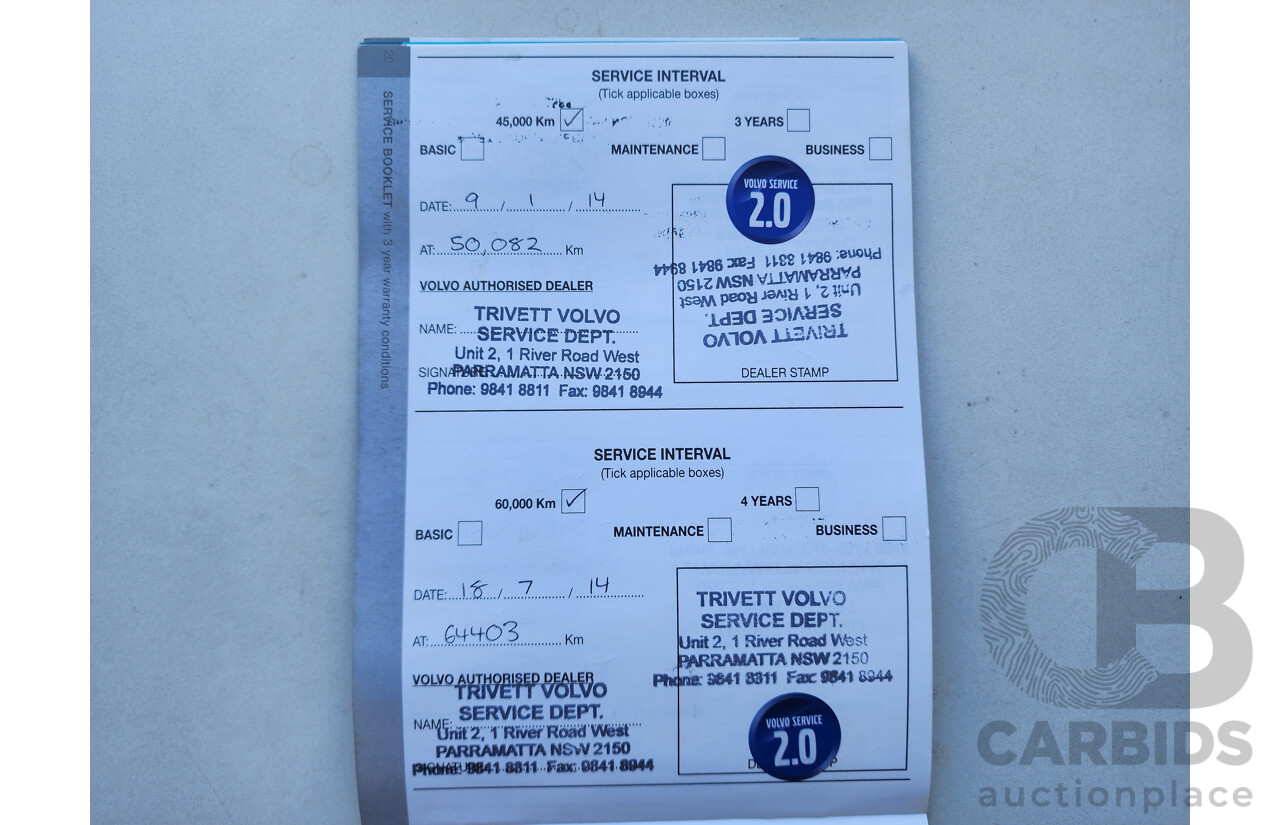 20
SERVICE BOOKLET with 3 year warranty conditions
SERVICE INTERVAL
(Tick applicable boxes)
45,000 Km ✓ 3 YEARS
BASIC MAINTENANCE BUSINESS
DATE: 9 / 1 / 14
AT: 50,082 Km
VOLVO AUTHORISED DEALER
NAME:
SIGNATURE:
TRIVETT VOLVO
SERVICE DEPT.
Unit 2, 1 River Road West
PARRAMATTA NSW 2150
Phone: 9841 8811 Fax: 9841 8944
VOLVO SERVICE
2.0
TRIVETT VOLVO
SERVICE DEPT.
Unit 2, 1 River Road West
PARRAMATTA NSW 2150
Phone: 9841 8811 Fax: 9841 8944
DEALER STAMP
SERVICE INTERVAL
(Tick applicable boxes)
60,000 Km ✓ 4 YEARS
BASIC MAINTENANCE BUSINESS
DATE: 18 / 7 / 14
AT: 64403 Km
VOLVO AUTHORISED DEALER
NAME:
SIGNATURE:
TRIVETT VOLVO
SERVICE DEPT.
Unit 2, 1 River Road West
PARRAMATTA NSW 2150
Phone: 9841 8811 Fax: 9841 8944
TRIVETT VOLVO
SERVICE DEPT.
Unit 2, 1 River Road West
PARRAMATTA NSW 2150
Phone: 9841 8811 Fax: 9841 8944
VOLVO SERVICE
2.0
CB
CARBIDS
auctionplace